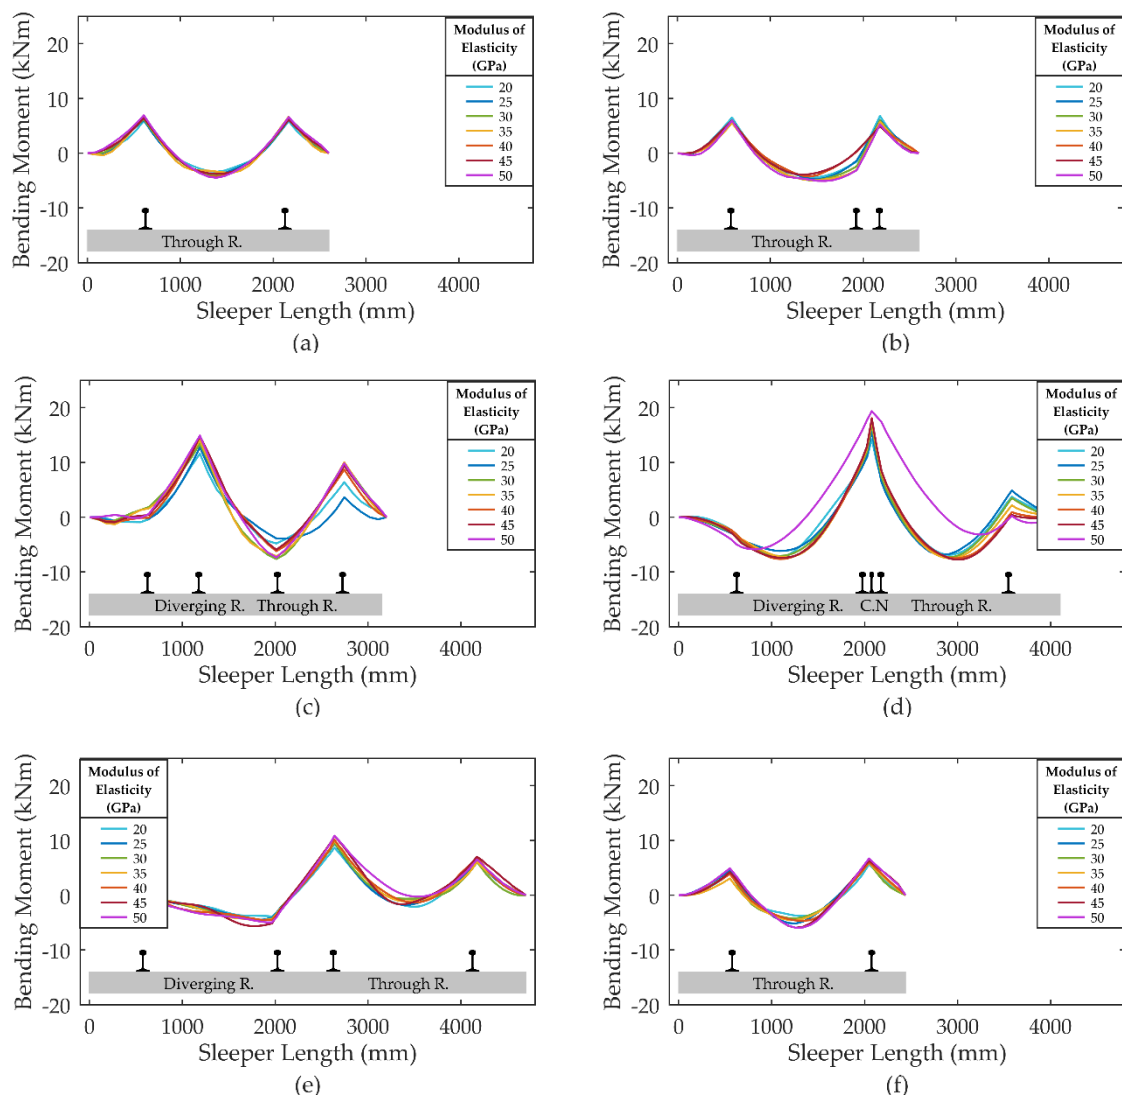 Bending Moment (kNm)
20
10
0
-10
-20
Modulus of
Elasticity
(GPa)
20
25
30
35
40
45
50
Through R.
0 1000 2000 3000 4000
Sleeper Length (mm)
(a)
Bending Moment (kNm)
20
10
0
-10
-20
Modulus of
Elasticity
(GPa)
20
25
30
35
40
45
50
Through R.
0 1000 2000 3000 4000
Sleeper Length (mm)
(b)
Bending Moment (kNm)
20
10
0
-10
-20
Modulus of
Elasticity
(GPa)
20
25
30
35
40
45
50
Diverging R. Through R.
0 1000 2000 3000 4000
Sleeper Length (mm)
(c)
Bending Moment (kNm)
20
10
0
-10
-20
Modulus of
Elasticity
(GPa)
20
25
30
35
40
45
50
Diverging R. C.N Through R.
0 1000 2000 3000 4000
Sleeper Length (mm)
(d)
Bending Moment (kNm)
20
10
0
-10
-20
Modulus of
Elasticity
(GPa)
20
25
30
35
40
45
50
Diverging R. Through R.
0 1000 2000 3000 4000
Sleeper Length (mm)
(e)
Bending Moment (kNm)
20
10
0
-10
-20
Modulus of
Elasticity
(GPa)
20
25
30
35
40
45
50
Through R.
0 1000 2000 3000 4000
Sleeper Length (mm)
(f)